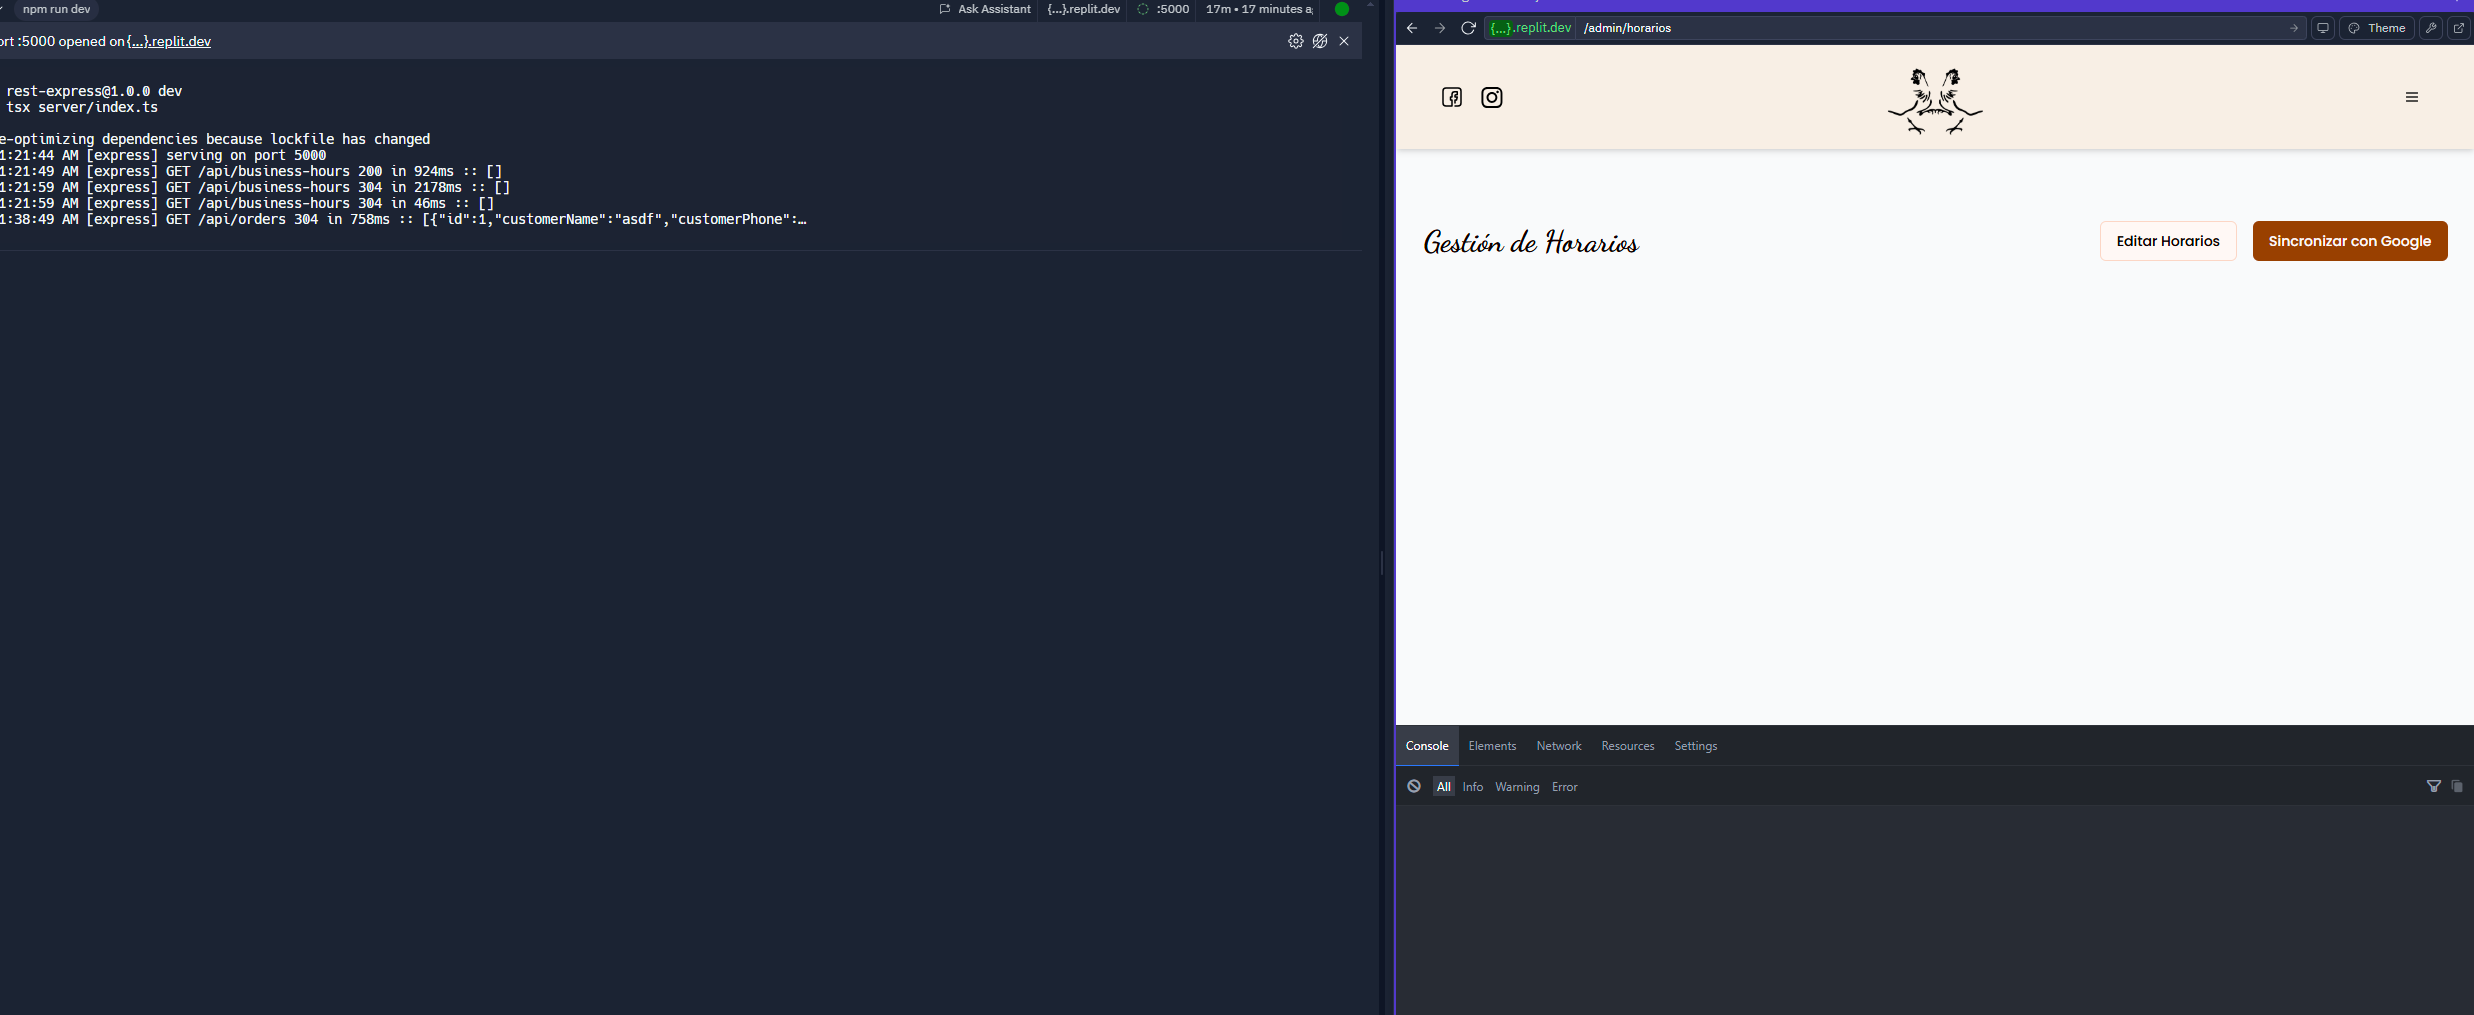 npm run dev
Ask Assistant
{...}.replit.dev
:5000
17m • 17 minutes a
ort :5000 opened on {...}.replit.dev
rest-express@1.0.0 dev
tsx server/index.ts
e-optimizing dependencies because lockfile has changed
1:21:44 AM [express] serving on port 5000
1:21:49 AM [express] GET /api/business-hours 200 in 924ms :: []
1:21:59 AM [express] GET /api/business-hours 304 in 2178ms :: []
1:21:59 AM [express] GET /api/business-hours 304 in 46ms :: []
1:38:49 AM [express] GET /api/orders 304 in 758ms :: [{"id":1,"customerName":"asdf","customerPhone":…
{...}.replit.dev /admin/horarios
Theme
Gestión de Horarios
Editar Horarios
Sincronizar con Google
Console Elements Network Resources Settings
All Info Warning Error